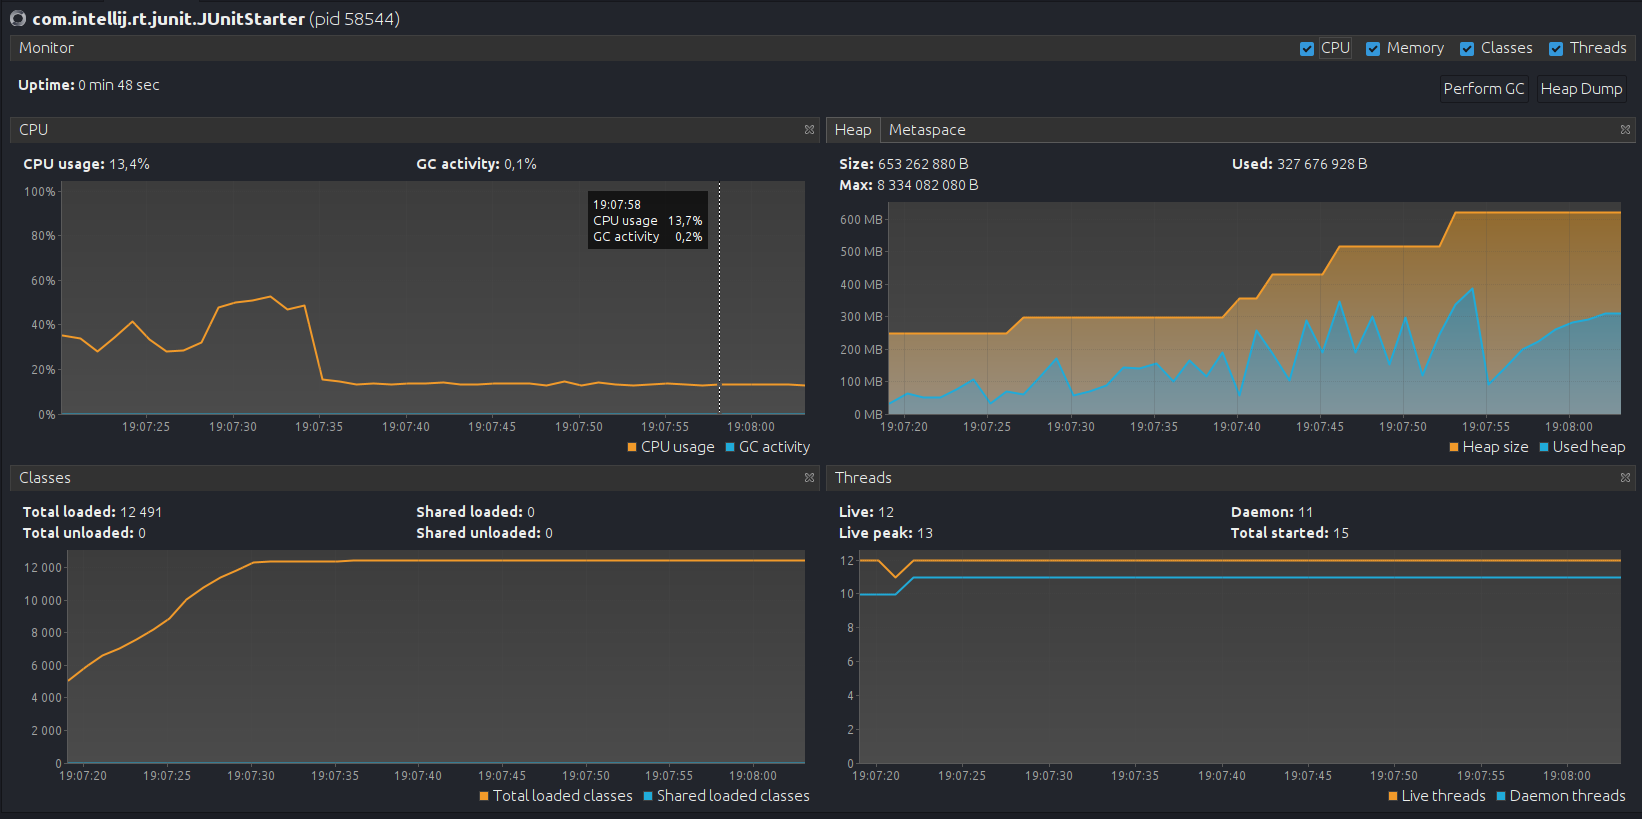 com.intellij.rt.junit.JUnitStarter (pid 58544)
Monitor
CPU Memory Classes Threads
Uptime: 0 min 48 sec
Perform GC Heap Dump
CPU
CPU usage: 13,4% GC activity: 0,1%
100%
80%
60%
40%
20%
0%
19:07:58
CPU usage 13,7%
GC activity 0,2%
19:07:25 19:07:30 19:07:35 19:07:40 19:07:45 19:07:50 19:07:55 19:08:00
CPU usage GC activity
Heap Metaspace
Size: 653 262 880 B Used: 327 676 928 B
Max: 8 334 082 080 B
600 MB
500 MB
400 MB
300 MB
200 MB
100 MB
0 MB
19:07:20 19:07:25 19:07:30 19:07:35 19:07:40 19:07:45 19:07:50 19:07:55 19:08:00
Heap size Used heap
Classes
Total loaded: 12 491 Shared loaded: 0
Total unloaded: 0 Shared unloaded: 0
12 000
10 000
8 000
6 000
4 000
2 000
0
19:07:20 19:07:25 19:07:30 19:07:35 19:07:40 19:07:45 19:07:50 19:07:55 19:08:00
Total loaded classes Shared loaded classes
Threads
Live: 12 Daemon: 11
Live peak: 13 Total started: 15
12
10
8
6
4
2
0
19:07:20 19:07:25 19:07:30 19:07:35 19:07:40 19:07:45 19:07:50 19:07:55 19:08:00
Live threads Daemon threads